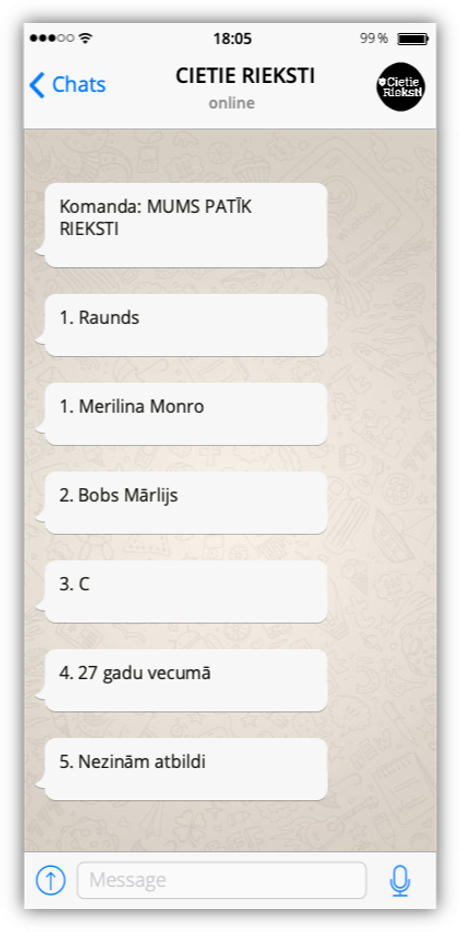 18:05
99 %
Chats
CIETIE RIEKSTI
online
Cietie
Rieksti
Komanda: MUMS PATĪK
RIEKSTI
1. Raunds
1. Merilina Monro
2. Bobs Mārlijs
3. C
4. 27 gadu vecumā
5. Nezinām atbildi
Message